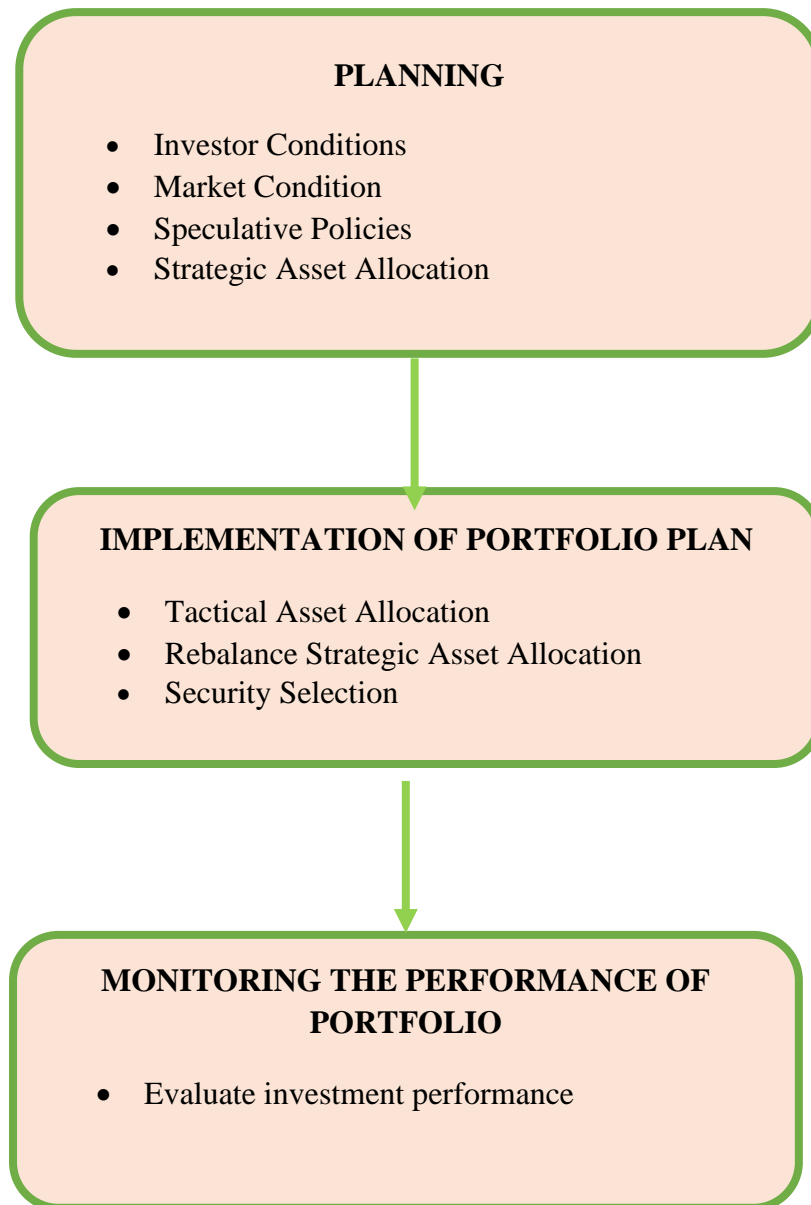 PLANNING
• Investor Conditions
• Market Condition
• Speculative Policies
• Strategic Asset Allocation
IMPLEMENTATION OF PORTFOLIO PLAN
• Tactical Asset Allocation
• Rebalance Strategic Asset Allocation
• Security Selection
MONITORING THE PERFORMANCE OF
PORTFOLIO
• Evaluate investment performance